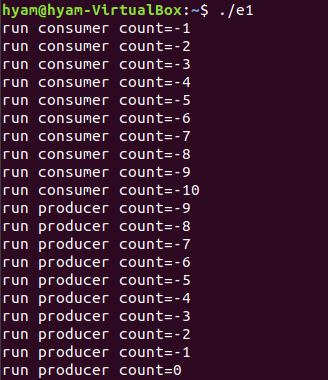 hyam@hyam-VirtualBox:~$ ./e1
run consumer count=-1
run consumer count=-2
run consumer count=-3
run consumer count=-4
run consumer count=-5
run consumer count=-6
run consumer count=-7
run consumer count=-8
run consumer count=-9
run consumer count=-10
run producer count=-9
run producer count=-8
run producer count=-7
run producer count=-6
run producer count=-5
run producer count=-4
run producer count=-3
run producer count=-2
run producer count=-1
run producer count=0